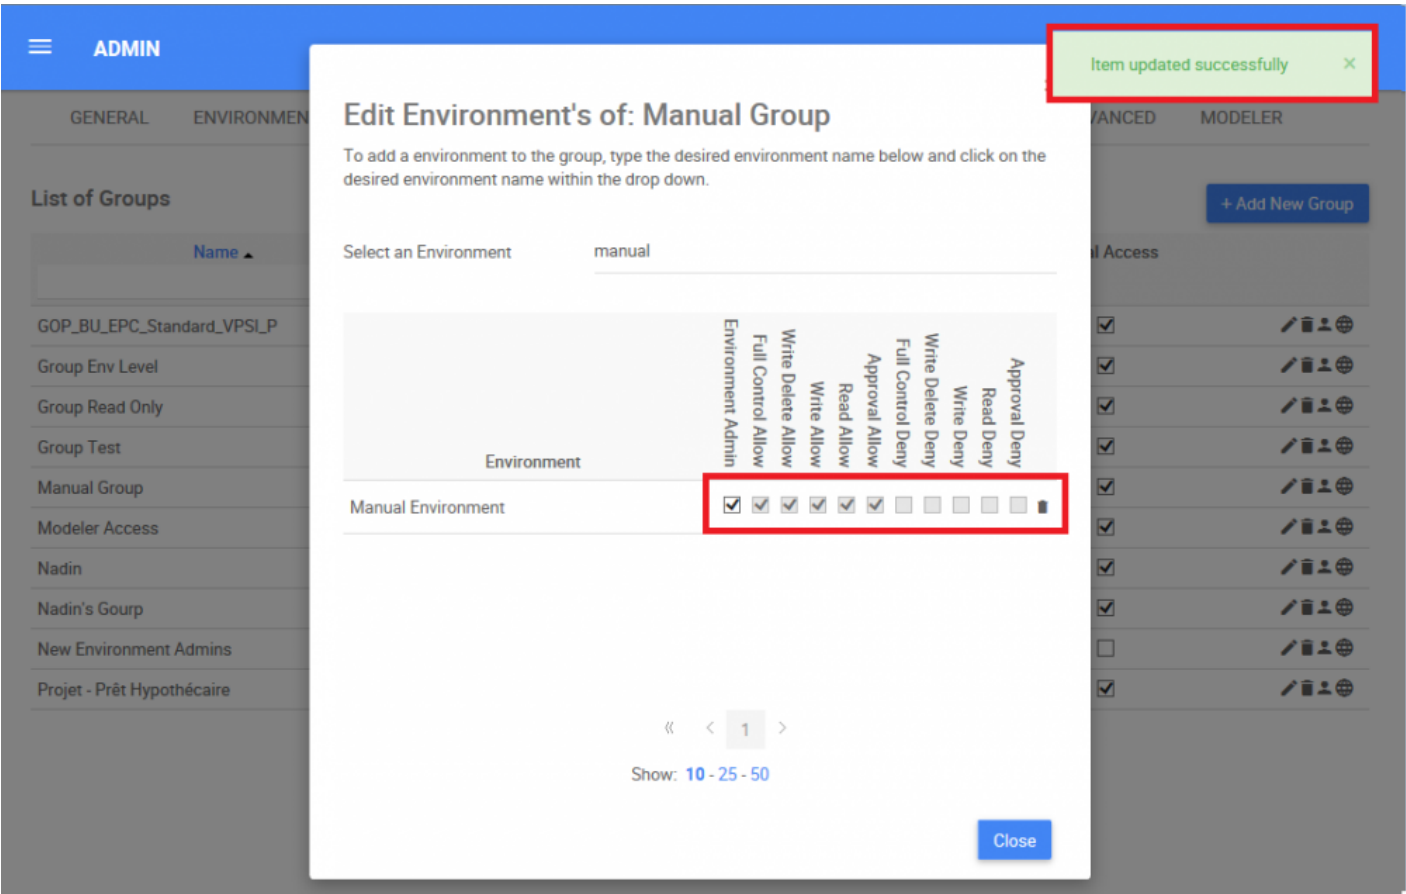 ADMIN
Item updated successfully ×
GENERAL ENVIRONMEN VANCED MODELER
Edit Environment's of: Manual Group
To add a environment to the group, type the desired environment name below and click on the
desired environment name within the drop down.
List of Groups
+ Add New Group
Name
Select an Environment manual
al Access
Environment
Environment Admin
Full Control Allow
Write Delete Allow
Write Allow
Read Allow
Approval Allow
Full Control Deny
Write Delete Deny
Write Deny
Read Deny
Approval Deny
Manual Environment
GOP_BU_EPC_Standard_VPSI_P
Group Env Level
Group Read Only
Group Test
Manual Group
Modeler Access
Nadin
Nadin's Gourp
New Environment Admins
Projet - Prêt Hypothécaire
« < 1 >
Show: 10 - 25 - 50
Close